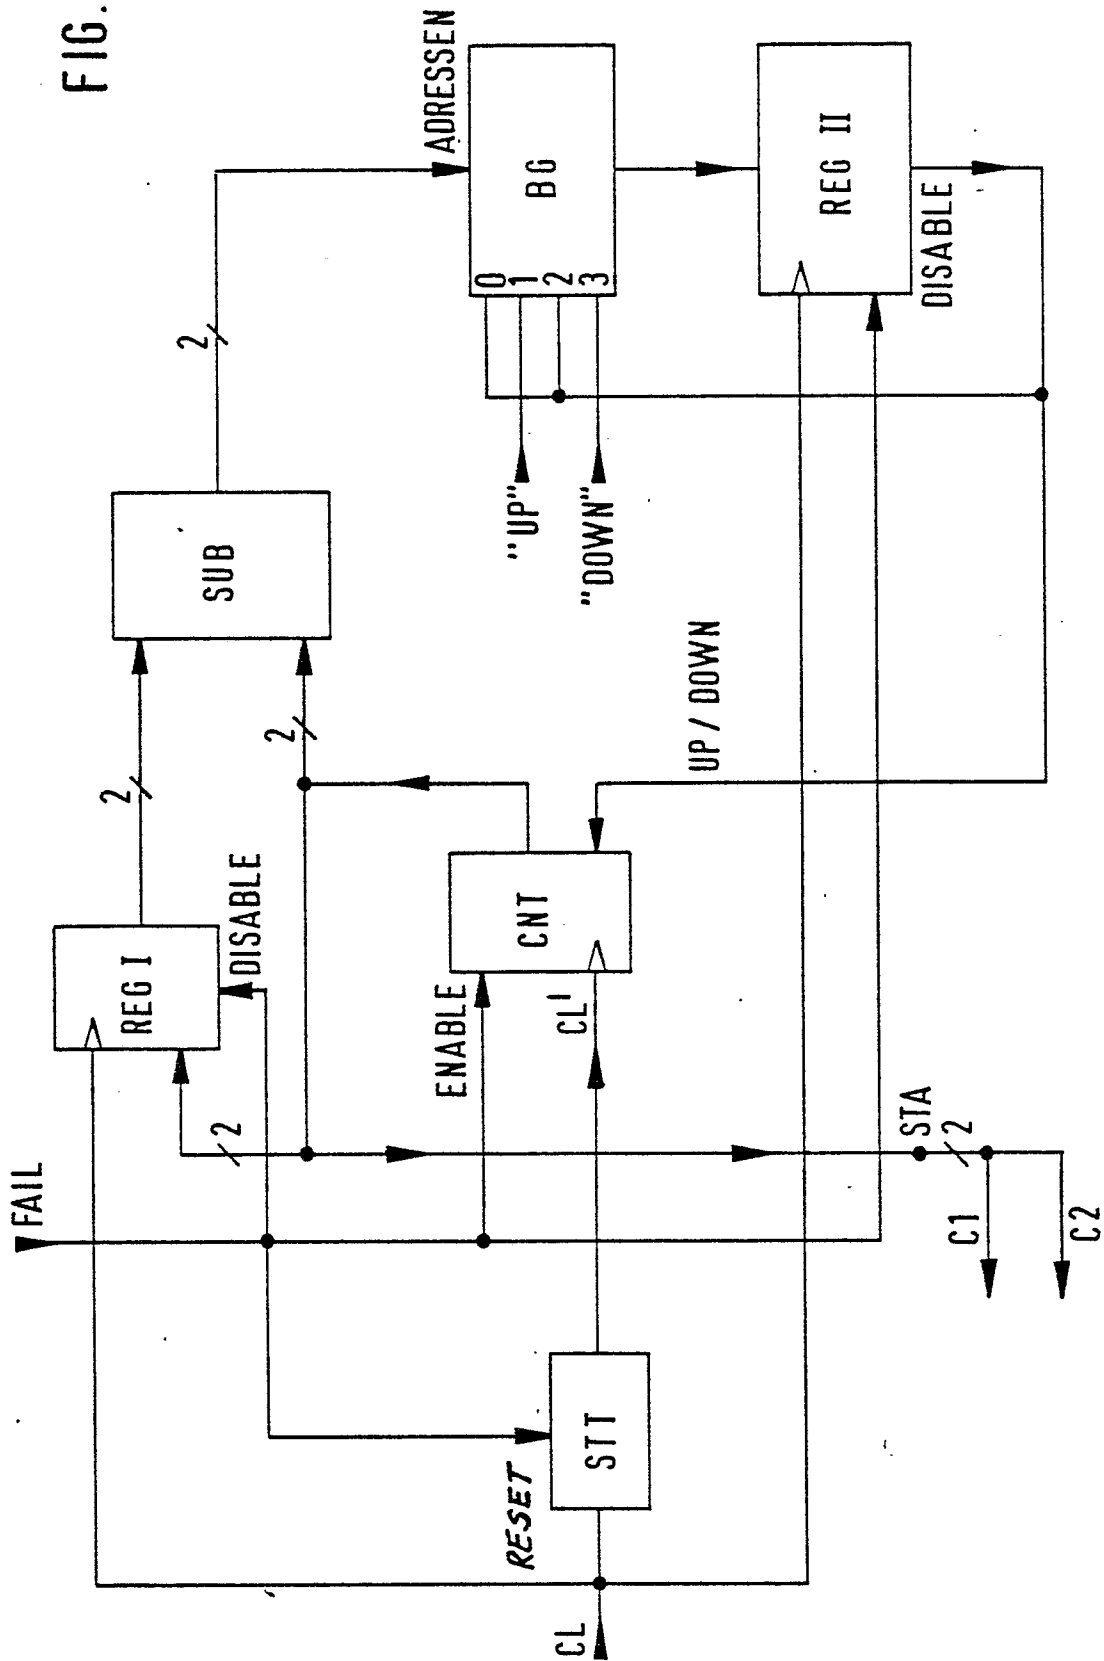 FIG.
FAIL
REG I
DISABLE
2
2
SUB
2
2
ADRESSEN
BG
0
1
2
3
"UP"
"DOWN"
REG II
DISABLE
UP / DOWN
CNT
ENABLE
CL'
STA
2
C1
C2
STT
RESET
CL